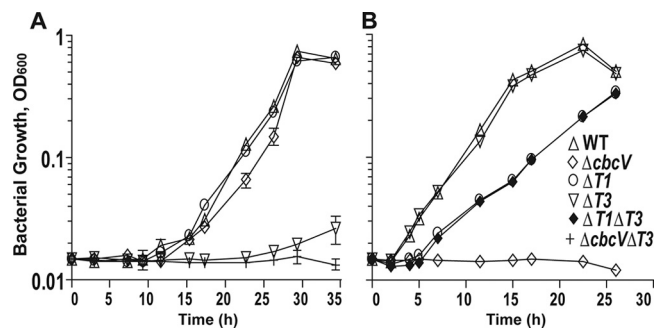 A
B
Bacterial Growth, OD600
1
0.1
0.01
0 5 10 15 20 25 30 35
Time (h)
0 5 10 15 20 25 30
Time (h)
△ WT
◇ ΔcbcV
○ ΔT1
▽ ΔT3
◆ ΔT1ΔT3
+ ΔcbcVΔT3